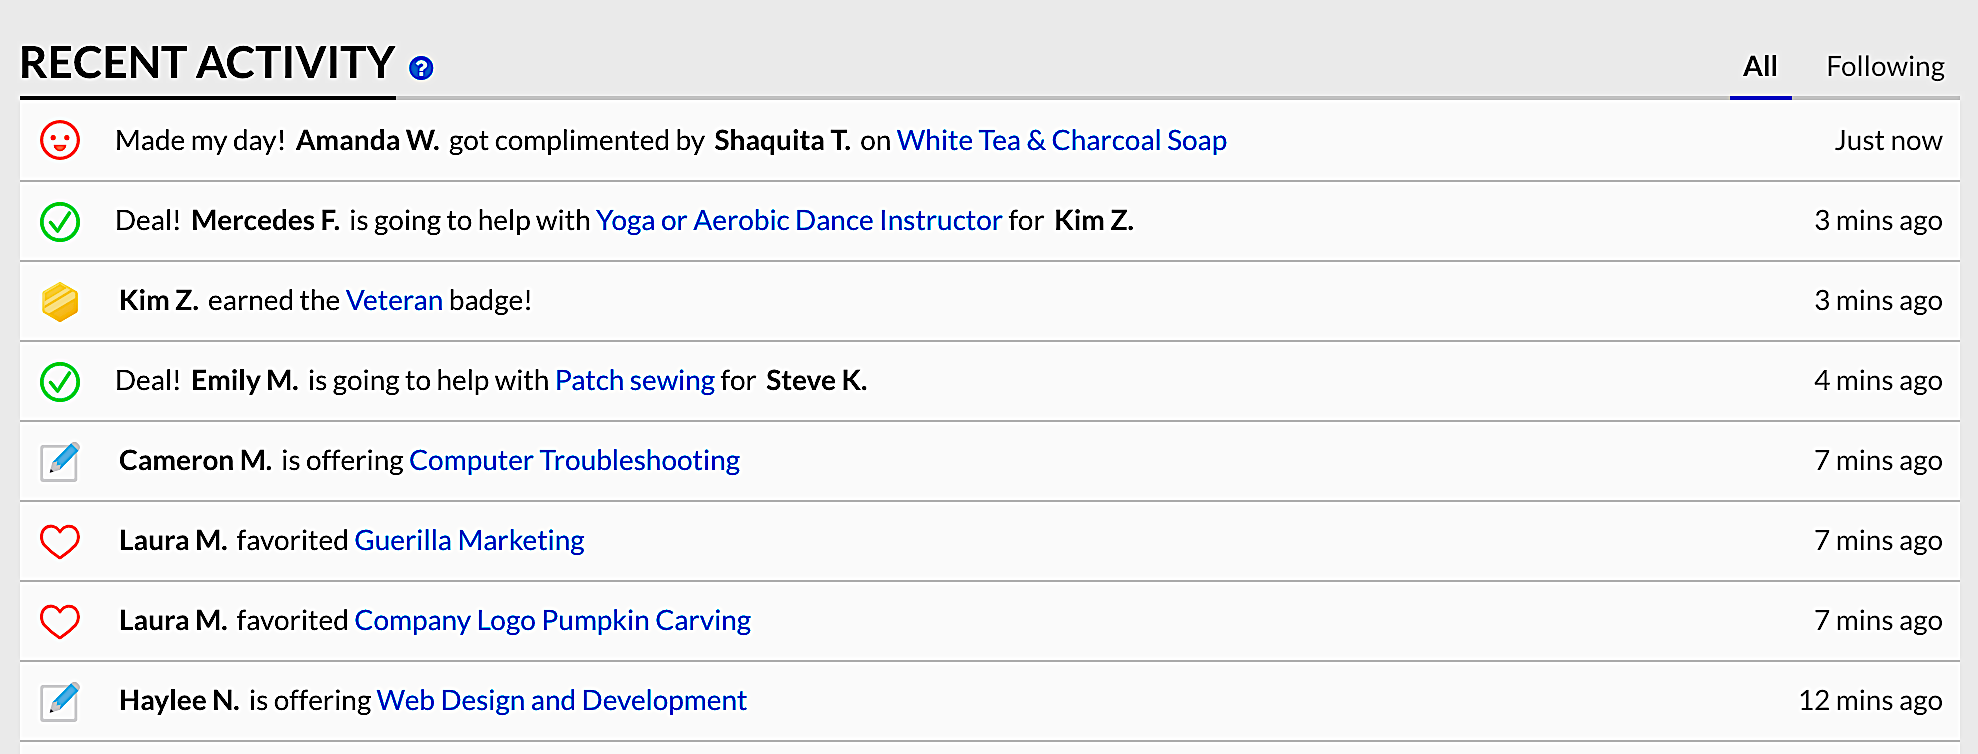 RECENT ACTIVITY ?
All Following
Made my day! Amanda W. got complimented by Shaquita T. on White Tea & Charcoal Soap Just now
Deal! Mercedes F. is going to help with Yoga or Aerobic Dance Instructor for Kim Z. 3 mins ago
Kim Z. earned the Veteran badge! 3 mins ago
Deal! Emily M. is going to help with Patch sewing for Steve K. 4 mins ago
Cameron M. is offering Computer Troubleshooting 7 mins ago
Laura M. favorited Guerilla Marketing 7 mins ago
Laura M. favorited Company Logo Pumpkin Carving 7 mins ago
Haylee N. is offering Web Design and Development 12 mins ago